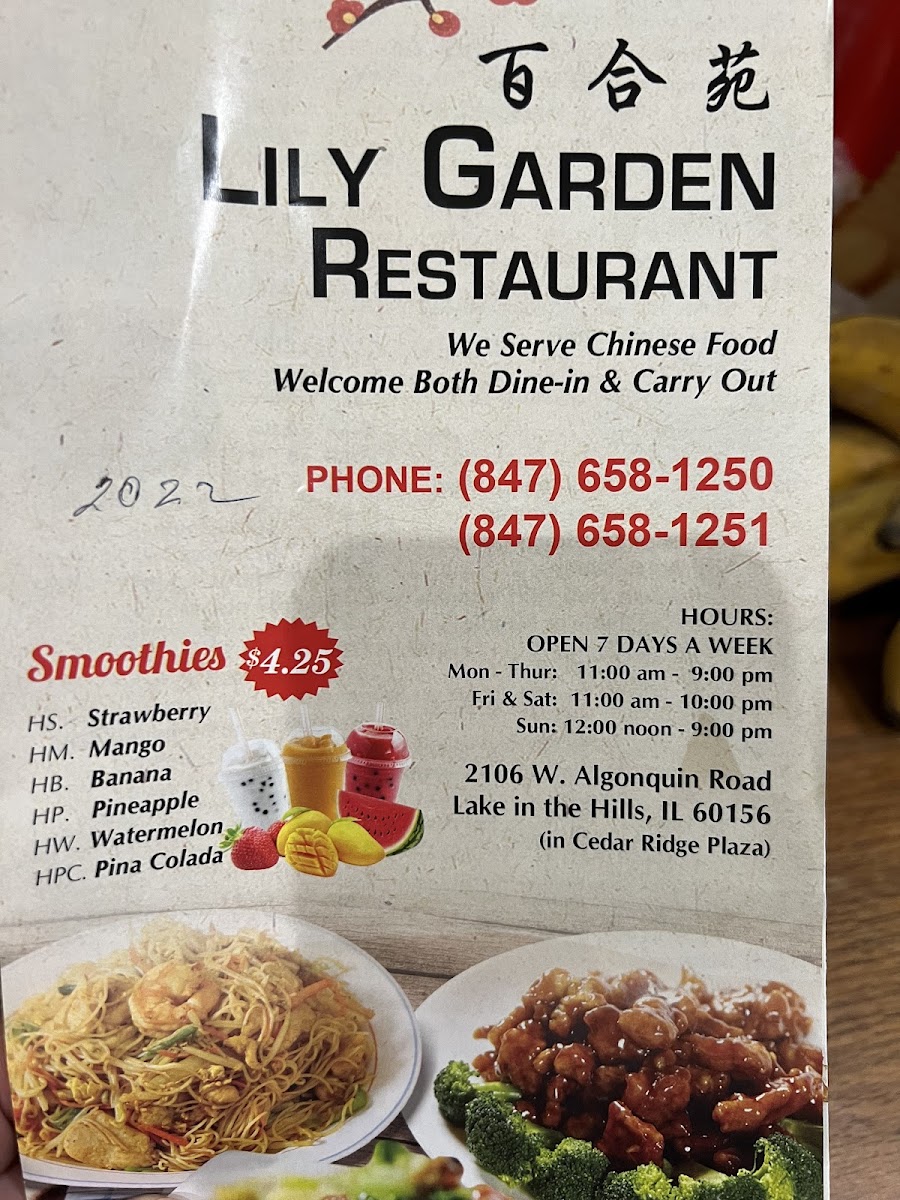 百合苑
LILY GARDEN
RESTAURANT
We Serve Chinese Food
Welcome Both Dine-in & Carry Out
2022
PHONE: (847) 658-1250
(847) 658-1251
Smoothies $4.25
HS. Strawberry
HM. Mango
HB. Banana
HP. Pineapple
HW. Watermelon
HPC. Pina Colada
HOURS:
OPEN 7 DAYS A WEEK
Mon - Thur: 11:00 am - 9:00 pm
Fri & Sat: 11:00 am - 10:00 pm
Sun: 12:00 noon - 9:00 pm
2106 W. Algonquin Road
Lake in the Hills, IL 60156
(in Cedar Ridge Plaza)